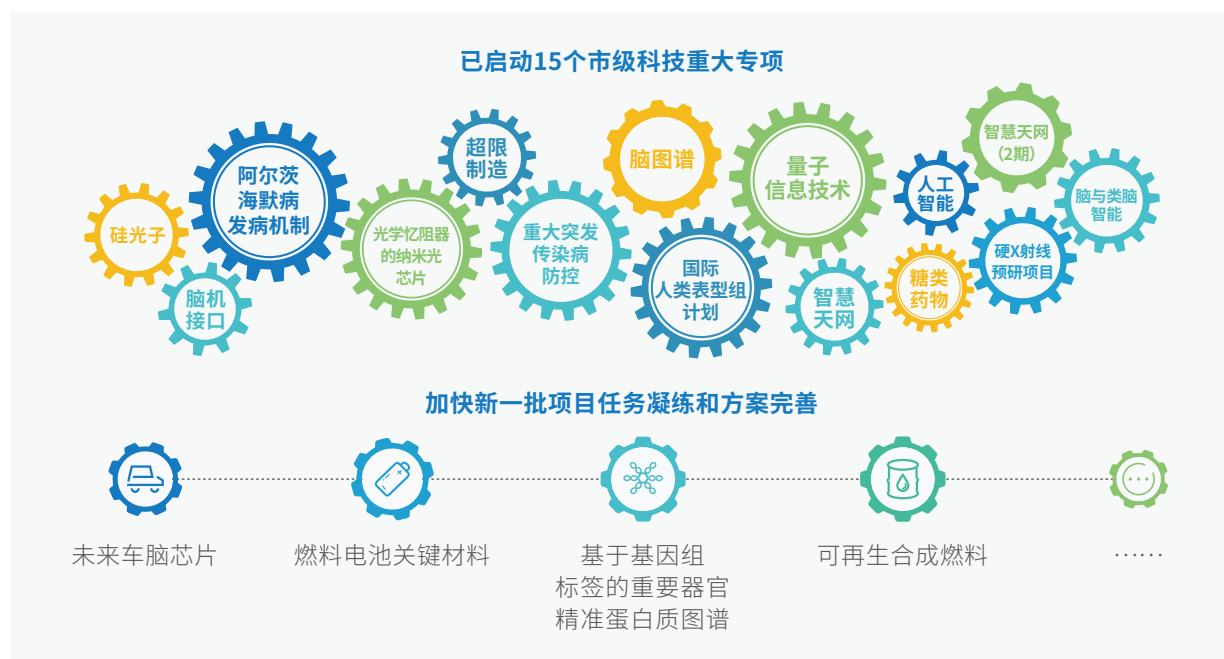 已启动15个市级科技重大专项
硅光子
阿尔茨
海默病
发病机制
脑机
接口
光学忆阻器
的纳米光
芯片
超限
制造
重大突发
传染病
防控
脑图谱
国际
人类表型组
计划
量子
信息技术
智慧
天网
人工
智能
糖类
药物
智慧天网
（2期）
硬X射线
预研项目
脑与类脑
智能
加快新一批项目任务凝练和方案完善
未来车脑芯片
燃料电池关键材料
基于基因组
标签的重要器官
精准蛋白质图谱
可再生合成燃料
……